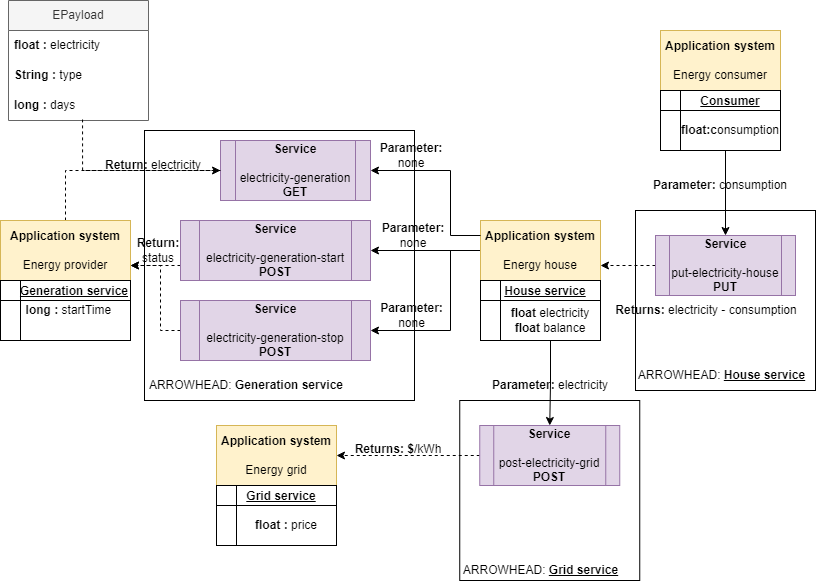 EPayload
float : electricity
String : type
long : days
Application system
Energy consumer
Consumer
float:consumption
Parameter: consumption
Service
electricity-generation
GET
Return: electricity
Parameter:
none
Application system
Energy provider
Generation service
long : startTime
Return:
status
Service
electricity-generation-start
POST
Parameter:
none
Service
electricity-generation-stop
POST
Parameter:
none
ARROWHEAD: Generation service
Application system
Energy house
House service
float electricity
float balance
Service
put-electricity-house
PUT
Returns: electricity - consumption
ARROWHEAD: House service
Parameter: electricity
Service
post-electricity-grid
POST
Returns: $/kWh
Application system
Energy grid
Grid service
float : price
ARROWHEAD: Grid service